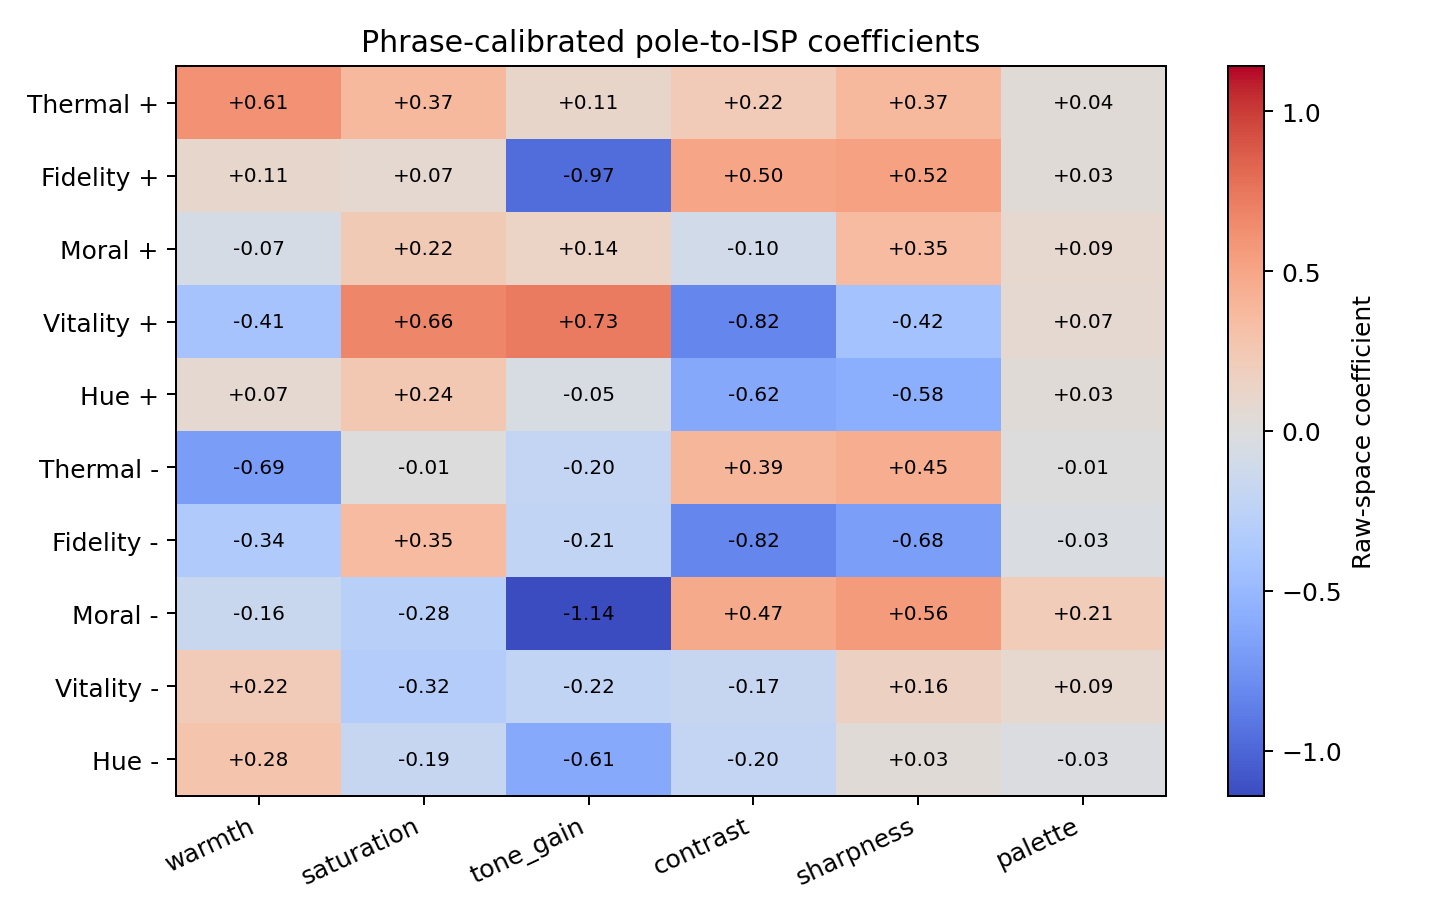 Phrase-calibrated pole-to-ISP coefficients
Thermal + +0.61 +0.37 +0.11 +0.22 +0.37 +0.04
Fidelity + +0.11 +0.07 -0.97 +0.50 +0.52 +0.03
Moral + -0.07 +0.22 +0.14 -0.10 +0.35 +0.09
Vitality + -0.41 +0.66 +0.73 -0.82 -0.42 +0.07
Hue + +0.07 +0.24 -0.05 -0.62 -0.58 +0.03
Thermal - -0.69 -0.01 -0.20 +0.39 +0.45 -0.01
Fidelity - -0.34 +0.35 -0.21 -0.82 -0.68 -0.03
Moral - -0.16 -0.28 -1.14 +0.47 +0.56 +0.21
Vitality - +0.22 -0.32 -0.22 -0.17 +0.16 +0.09
Hue - +0.28 -0.19 -0.61 -0.20 +0.03 -0.03
warmth saturation tone_gain contrast sharpness palette
1.0
0.5
0.0
−0.5
−1.0
Raw-space coefficient